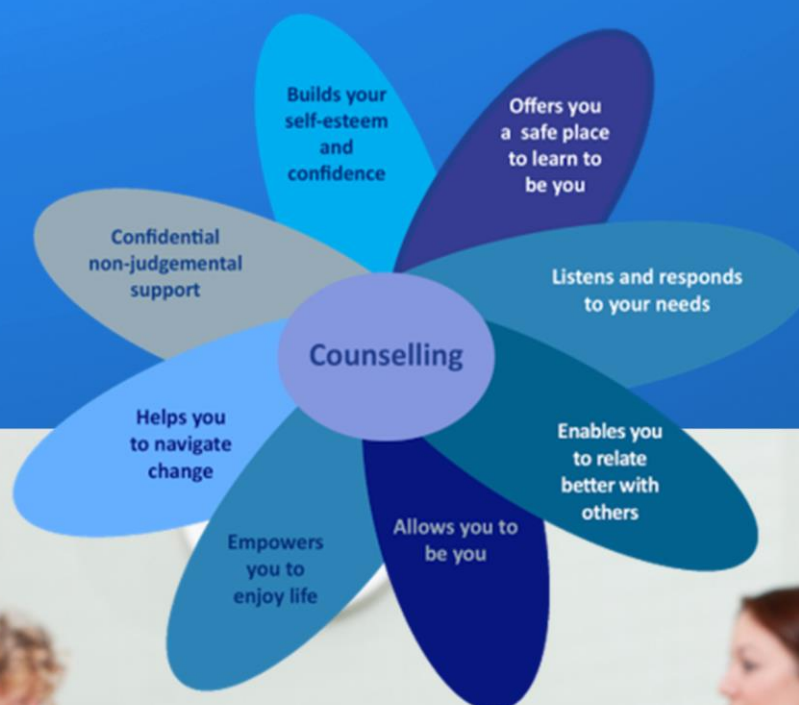 Builds your
self-esteem
and
confidence
Offers you
a safe place
to learn to
be you
Listens and responds
to your needs
Enables you
to relate
better with
others
Allows you to
be you
Empowers
you to
enjoy life
Helps you
to navigate
change
Confidential
non-judgemental
support
Counselling